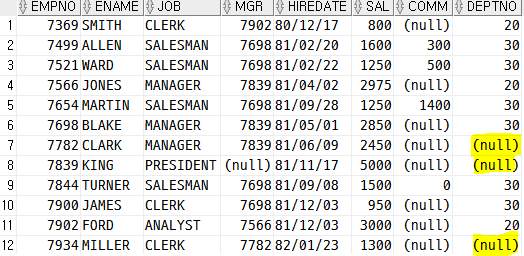 EMPNO ENAME JOB MGR HIREDATE SAL COMM DEPTNO
1 7369 SMITH CLERK 7902 80/12/17 800 (null) 20
2 7499 ALLEN SALESMAN 7698 81/02/20 1600 300 30
3 7521 WARD SALESMAN 7698 81/02/22 1250 500 30
4 7566 JONES MANAGER 7839 81/04/02 2975 (null) 20
5 7654 MARTIN SALESMAN 7698 81/09/28 1250 1400 30
6 7698 BLAKE MANAGER 7839 81/05/01 2850 (null) 30
7 7782 CLARK MANAGER 7839 81/06/09 2450 (null) (null)
8 7839 KING PRESIDENT (null) 81/11/17 5000 (null) (null)
9 7844 TURNER SALESMAN 7698 81/09/08 1500 0 30
10 7900 JAMES CLERK 7698 81/12/03 950 (null) 30
11 7902 FORD ANALYST 7566 81/12/03 3000 (null) 20
12 7934 MILLER CLERK 7782 82/01/23 1300 (null) (null)